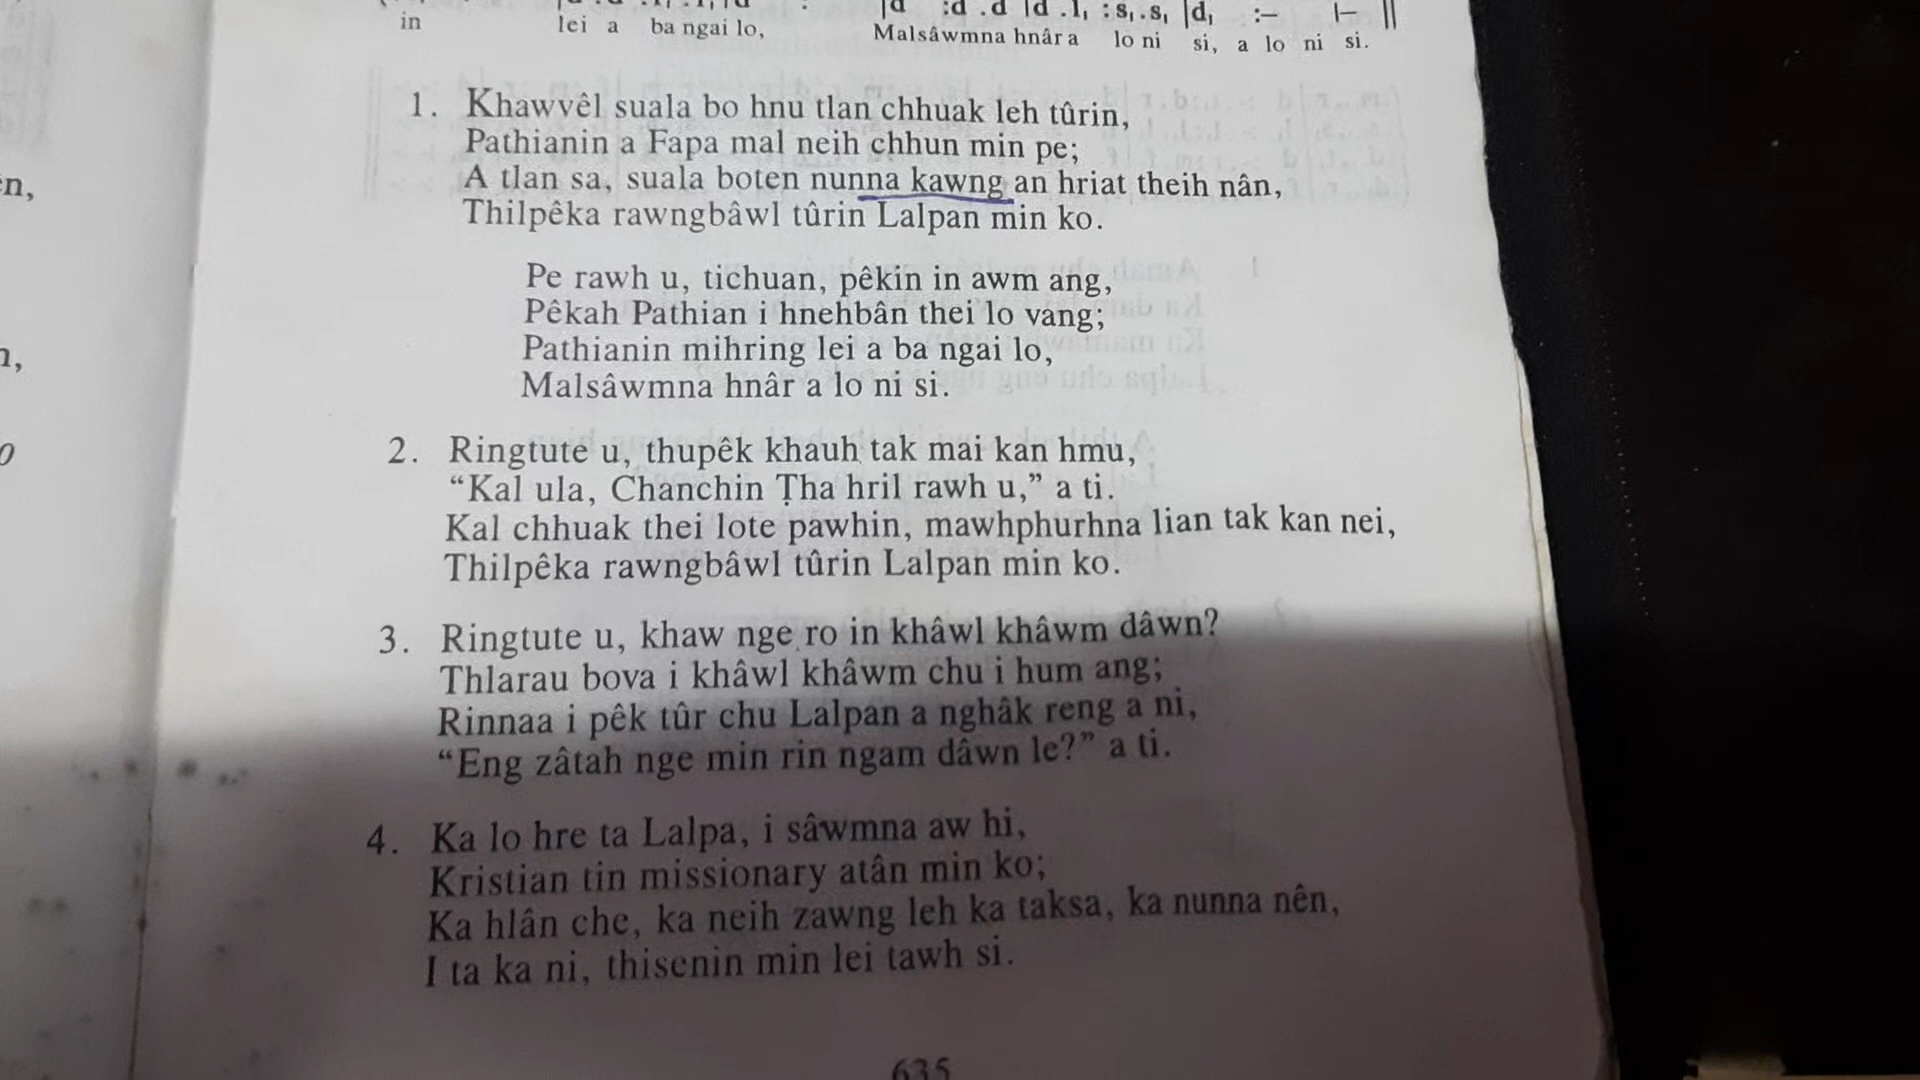 :d .d |d .l₁ :s₁.s₁ |d₁ :– |– ||
in lei a ba ngai lo, Malsâwmna hnâr a lo ni si, a lo ni si.
1. Khawvêl suala bo hnu tlan chhuak leh tûrin,
Pathianin a Fapa mal neih chhun min pe;
A tlan sa, suala boten nunna kawng an hriat theih nân,
Thilpêka rawngbâwl tûrin Lalpan min ko.
Pe rawh u, tichuan, pêkin in awm ang,
Pêkah Pathian i hnehbân thei lo vang;
Pathianin mihring lei a ba ngai lo,
Malsâwmna hnâr a lo ni si.
2. Ringtute u, thupêk khauh tak mai kan hmu,
“Kal ula, Chanchin Ṭha hril rawh u,” a ti.
Kal chhuak thei lote pawhin, mawhphurhna lian tak kan nei,
Thilpêka rawngbâwl tûrin Lalpan min ko.
3. Ringtute u, khaw nge ro in khâwl khâwm dâwn?
Thlarau bova i khâwl khâwm chu i hum ang;
Rinnaa i pêk tûr chu Lalpan a nghâk reng a ni,
“Eng zâtah nge min rin ngam dâwn le?” a ti.
4. Ka lo hre ta Lalpa, i sâwmna aw hi,
Kristian tin missionary atân min ko;
Ka hlân che, ka neih zawng leh ka taksa, ka nunna nên,
I ta ka ni, thisenin min lei tawh si.
635